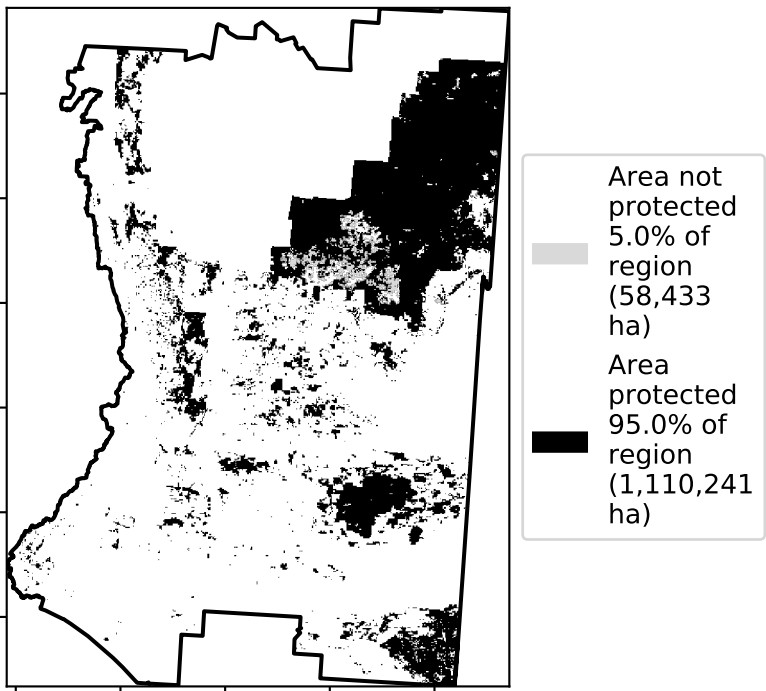 Area not
protected
5.0% of
region
(58,433
ha)
Area
protected
95.0% of
region
(1,110,241
ha)